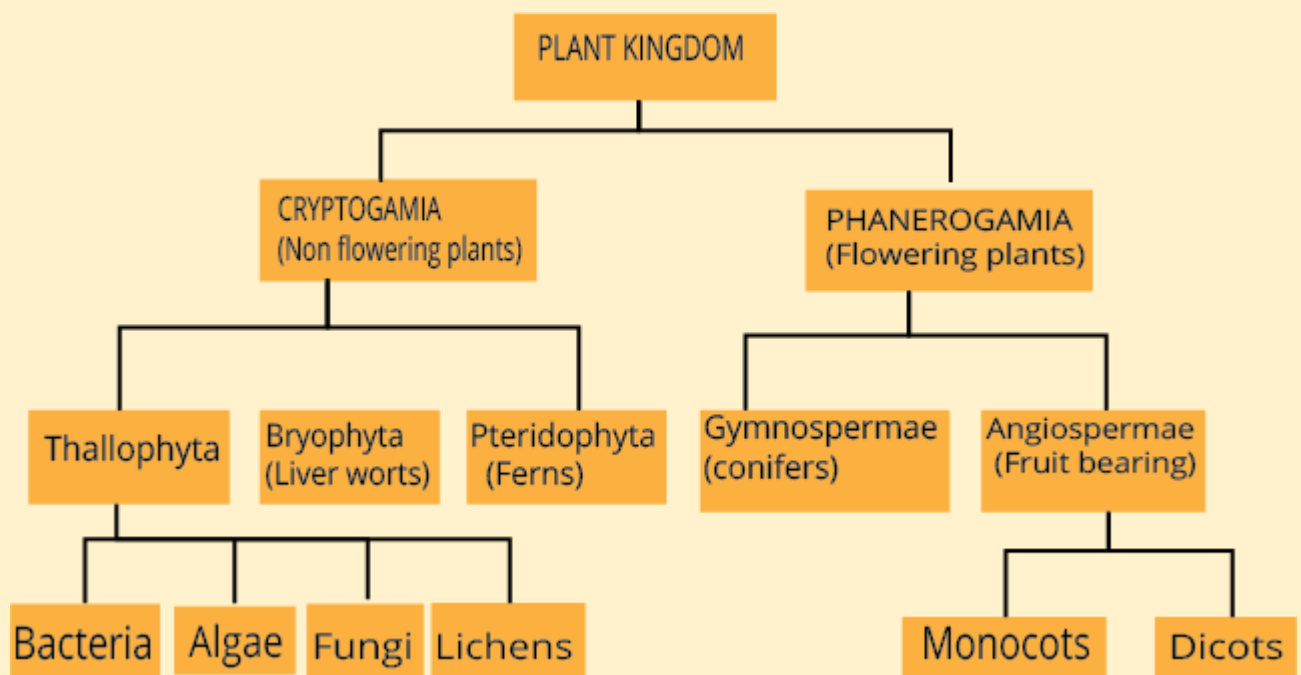 PLANT KINGDOM
CRYPTOGAMIA
(Non flowering plants)
PHANEROGAMIA
(Flowering plants)
Thallophyta
Bryophyta
(Liver worts)
Pteridophyta
(Ferns)
Gymnospermae
(conifers)
Angiospermae
(Fruit bearing)
Bacteria
Algae
Fungi
Lichens
Monocots
Dicots